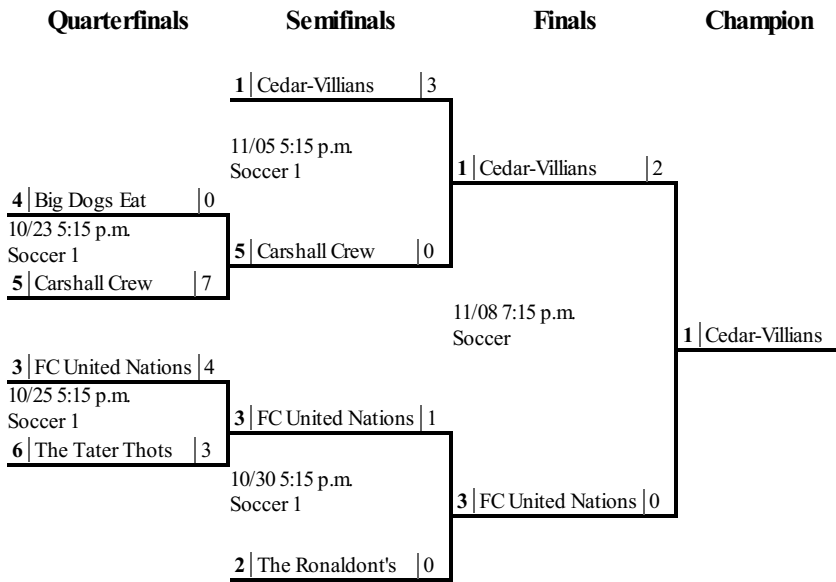 Quarterfinals Semifinals Finals Champion
1 Cedar-Villians 3
11/05 5:15 p.m.
Soccer 1
1 Cedar-Villians 2
4 Big Dogs Eat 0
10/23 5:15 p.m.
Soccer 1
5 Carshall Crew 0
5 Carshall Crew 7
11/08 7:15 p.m.
Soccer
1 Cedar-Villians
3 FC United Nations 4
10/25 5:15 p.m.
Soccer 1
3 FC United Nations 1
6 The Tater Thots 3
10/30 5:15 p.m.
Soccer 1
3 FC United Nations 0
2 The Ronaldont's 0